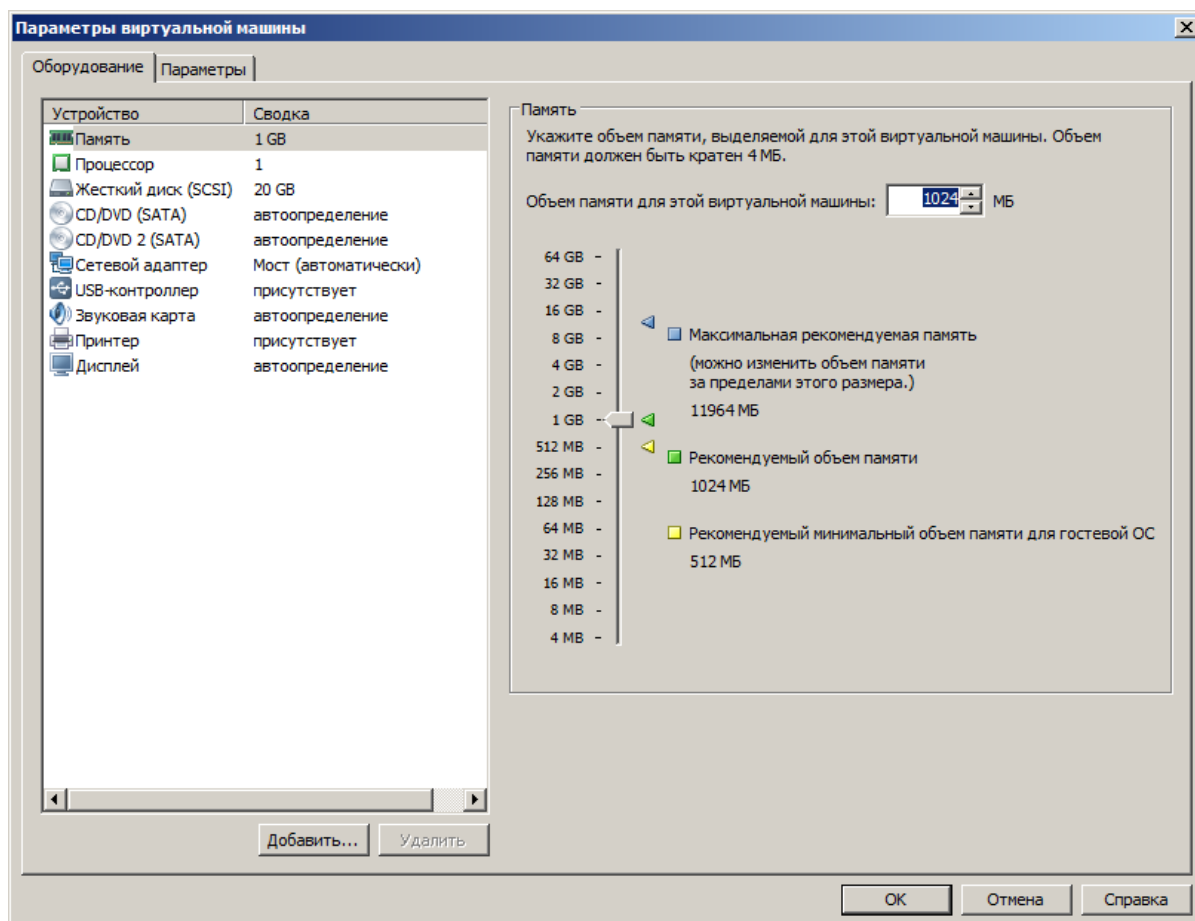 Параметры виртуальной машины
Оборудование Параметры
Устройство Сводка
Память 1 GB
Процессор 1
Жесткий диск (SCSI) 20 GB
CD/DVD (SATA) автоопределение
CD/DVD 2 (SATA) автоопределение
Сетевой адаптер Мост (автоматически)
USB-контроллер присутствует
Звуковая карта автоопределение
Принтер присутствует
Дисплей автоопределение
Добавить... Удалить
Память
Укажите объем памяти, выделяемой для этой виртуальной машины. Объем
памяти должен быть кратен 4 МБ.
Объем памяти для этой виртуальной машины: 1024 МБ
64 GB
32 GB
16 GB
8 GB
4 GB
2 GB
1 GB
512 MB
256 MB
128 MB
64 MB
32 MB
16 MB
8 MB
4 MB
Максимальная рекомендуемая память
(можно изменить объем памяти
за пределами этого размера.)
11964 МБ
Рекомендуемый объем памяти
1024 МБ
Рекомендуемый минимальный объем памяти для гостевой ОС
512 МБ
ОК Отмена Справка